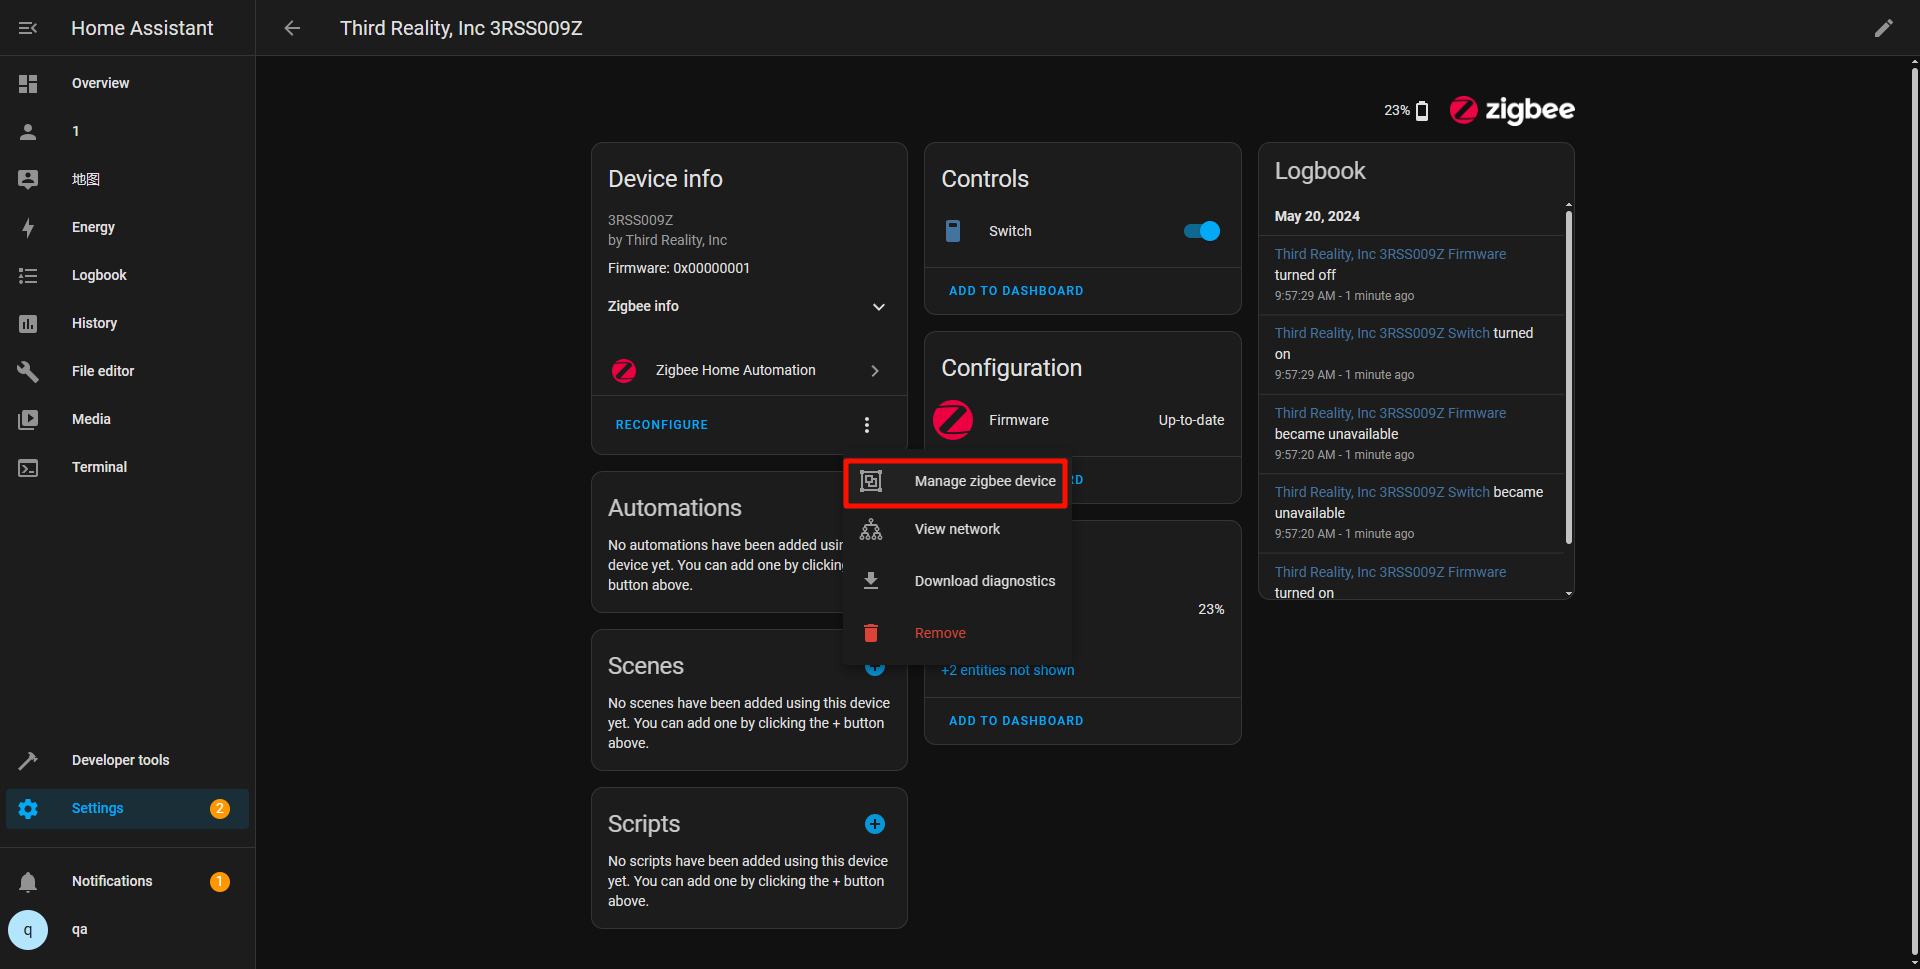 Home Assistant
Third Reality, Inc 3RSS009Z
Overview
1
地图
Energy
Logbook
History
File editor
Media
Terminal
Developer tools
Settings
2
Notifications
1
q
qa
23%
zigbee
Device info
3RSS009Z
by Third Reality, Inc
Firmware: 0x00000001
Zigbee info
Zigbee Home Automation
RECONFIGURE
Manage zigbee device
View network
Download diagnostics
Remove
Automations
No automations have been added usin
device yet. You can add one by clicking
button above.
Scenes
No scenes have been added using this device
yet. You can add one by clicking the + button
above.
Scripts
No scripts have been added using this device
yet. You can add one by clicking the + button
above.
Controls
Switch
ADD TO DASHBOARD
Configuration
Firmware
Up-to-date
RD
23%
+2 entities not shown
ADD TO DASHBOARD
Logbook
May 20, 2024
Third Reality, Inc 3RSS009Z Firmware
turned off
9:57:29 AM - 1 minute ago
Third Reality, Inc 3RSS009Z Switch turned
on
9:57:29 AM - 1 minute ago
Third Reality, Inc 3RSS009Z Firmware
became unavailable
9:57:20 AM - 1 minute ago
Third Reality, Inc 3RSS009Z Switch became
unavailable
9:57:20 AM - 1 minute ago
Third Reality, Inc 3RSS009Z Firmware
turned on